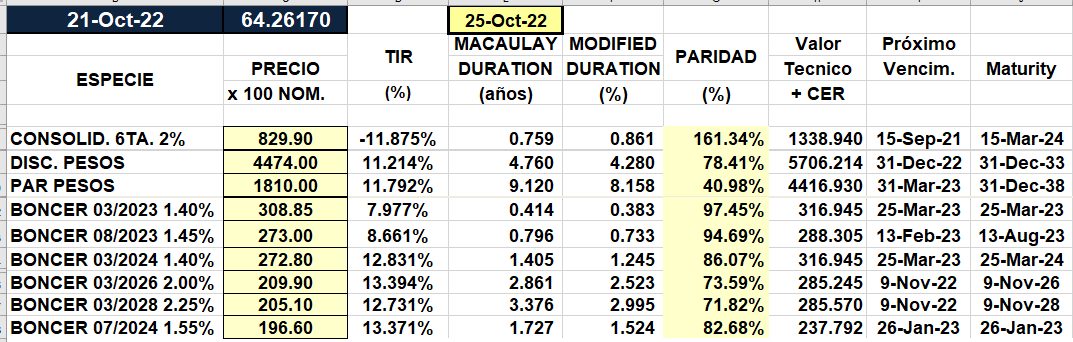 21-Oct-22 64.26170 25-Oct-22
MACAULAY MODIFIED Valor Próximo
TIR PARIDAD
ESPECIE PRECIO DURATION DURATION Tecnico Vencim. Maturity
x 100 NOM. (%) (años) (%) (%) + CER
CONSOLID. 6TA. 2% 829.90 -11.875% 0.759 0.861 161.34% 1338.940 15-Sep-21 15-Mar-24
DISC. PESOS 4474.00 11.214% 4.760 4.280 78.41% 5706.214 31-Dec-22 31-Dec-33
PAR PESOS 1810.00 11.792% 9.120 8.158 40.98% 4416.930 31-Mar-23 31-Dec-38
BONCER 03/2023 1.40% 308.85 7.977% 0.414 0.383 97.45% 316.945 25-Mar-23 25-Mar-23
BONCER 08/2023 1.45% 273.00 8.661% 0.796 0.733 94.69% 288.305 13-Feb-23 13-Aug-23
BONCER 03/2024 1.40% 272.80 12.831% 1.405 1.245 86.07% 316.945 25-Mar-23 25-Mar-24
BONCER 03/2026 2.00% 209.90 13.394% 2.861 2.523 73.59% 285.245 9-Nov-22 9-Nov-26
BONCER 03/2028 2.25% 205.10 12.731% 3.376 2.995 71.82% 285.570 9-Nov-22 9-Nov-28
BONCER 07/2024 1.55% 196.60 13.371% 1.727 1.524 82.68% 237.792 26-Jan-23 26-Jan-23